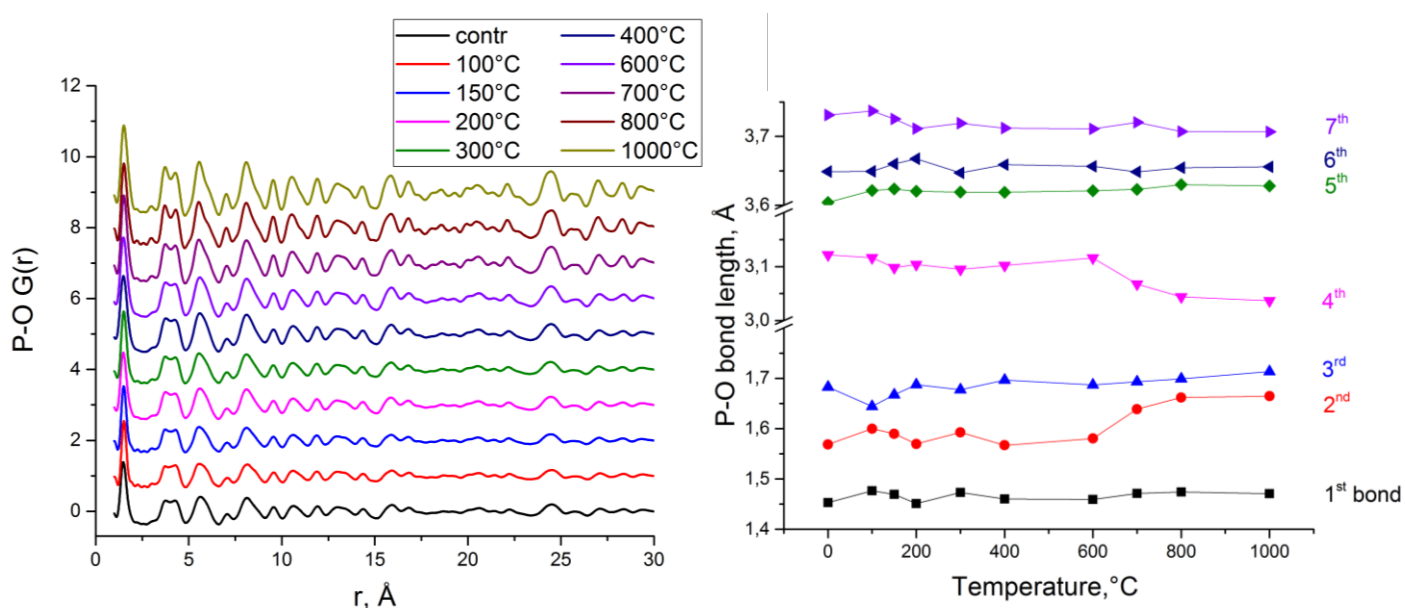 contr
100°C
150°C
200°C
300°C
400°C
600°C
700°C
800°C
1000°C
P-O G(r)
12
10
8
6
4
2
0
0
5
10
15
20
25
30
r, Å
P-O bond length, Å
3,7
3,6
3,1
3,0
1,7
1,6
1,5
1,4
0
200
400
600
800
1000
Temperature,°C
7th
6th
5th
4th
3rd
2nd
1st bond